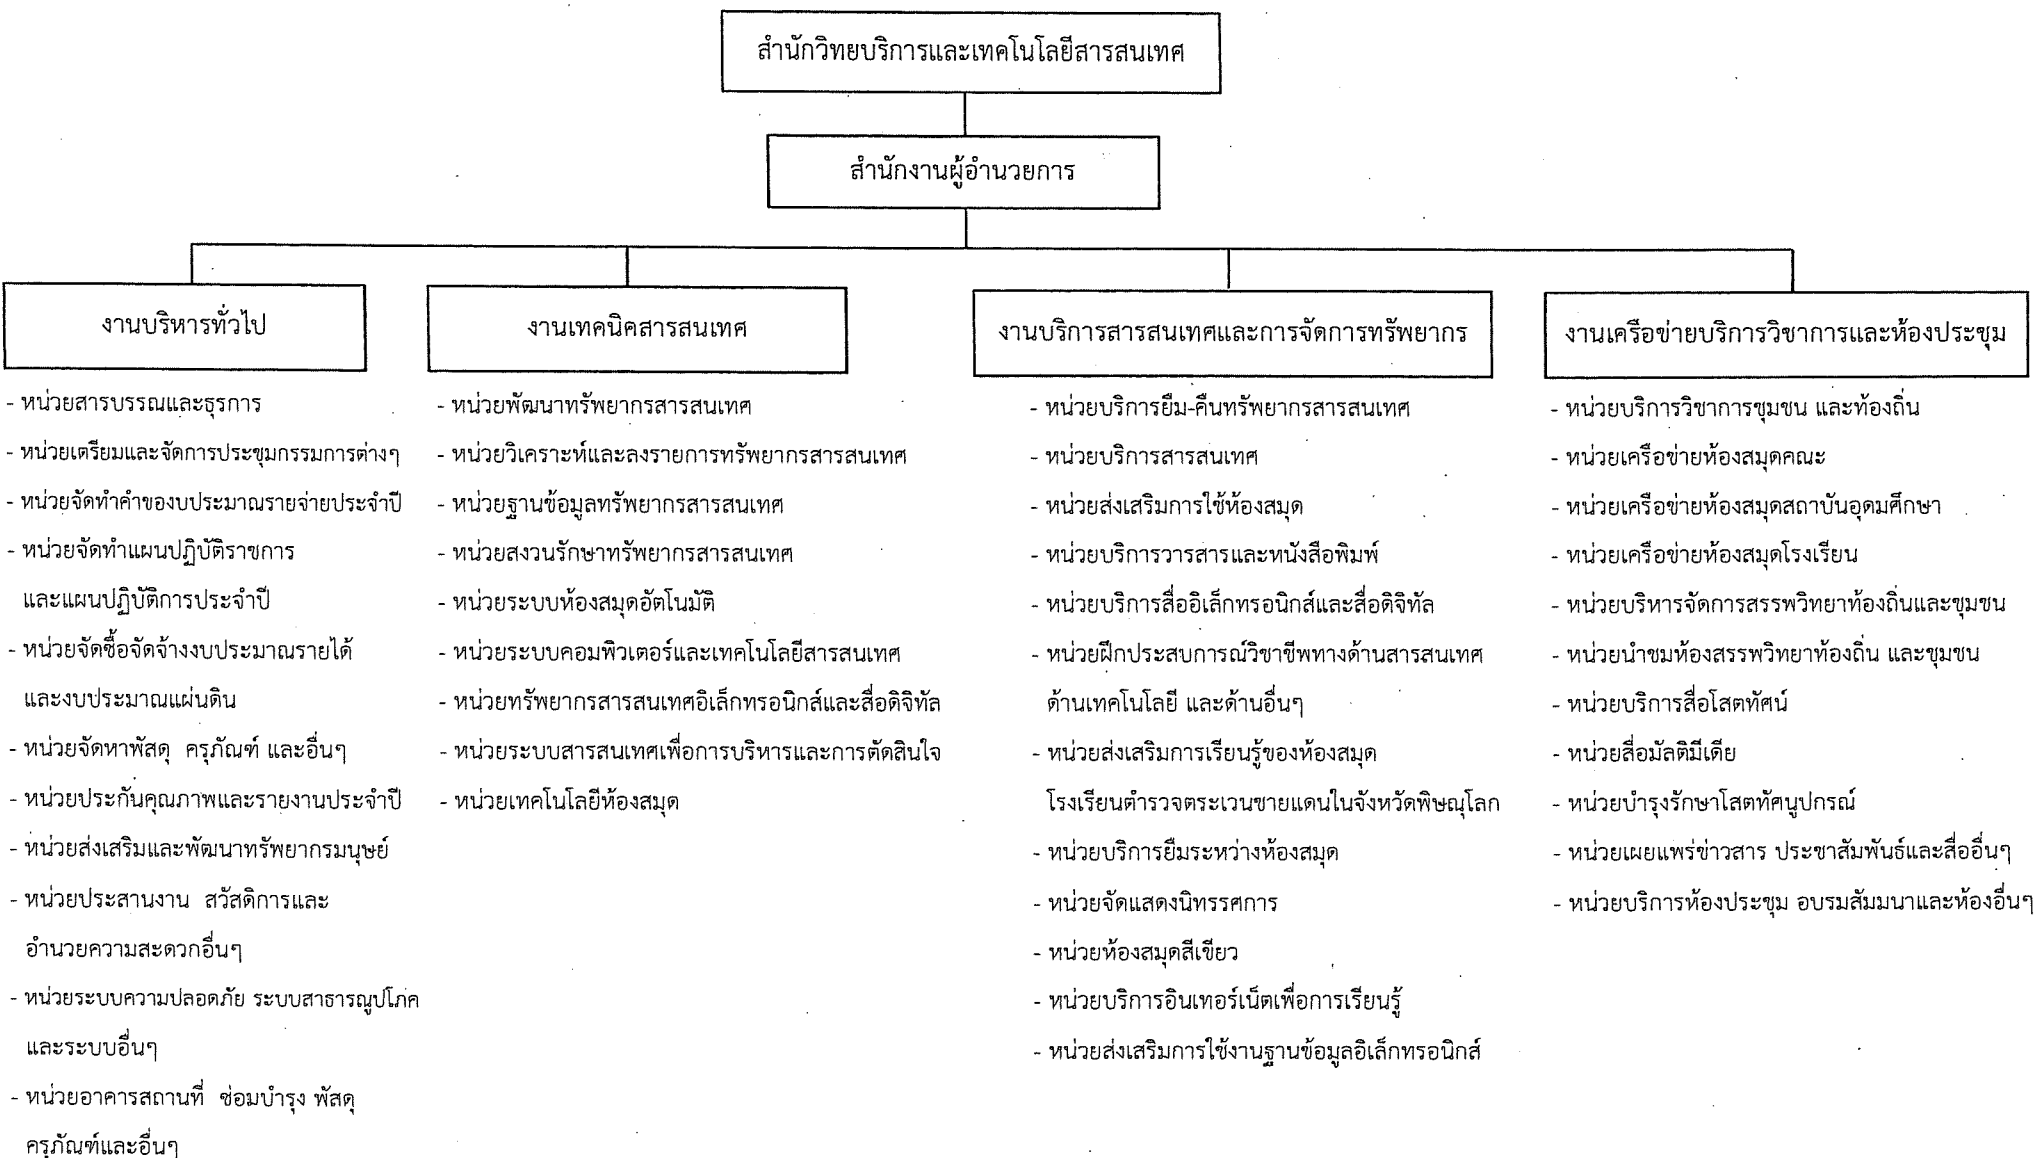 สำนักวิทยบริการและเทคโนโลยีสารสนเทศ
สำนักงานผู้อำนวยการ
งานบริหารทั่วไป
- หน่วยสารบรรณและธุรการ
- หน่วยเตรียมและจัดการประชุมกรรมการต่างๆ
- หน่วยจัดทำคำของบประมาณรายจ่ายประจำปี
- หน่วยจัดทำแผนปฏิบัติราชการ
และแผนปฏิบัติการประจำปี
- หน่วยจัดซื้อจัดจ้างงบประมาณรายได้
และงบประมาณแผ่นดิน
- หน่วยจัดหาพัสดุ ครุภัณฑ์ และอื่นๆ
- หน่วยประกันคุณภาพและรายงานประจำปี
- หน่วยส่งเสริมและพัฒนาทรัพยากรมนุษย์
- หน่วยประสานงาน สวัสดิการและ
อำนวยความสะดวกอื่นๆ
- หน่วยระบบความปลอดภัย ระบบสาธารณูปโภค
และระบบอื่นๆ
- หน่วยอาคารสถานที่ ซ่อมบำรุง พัสดุ
ครุภัณฑ์และอื่นๆ
งานเทคนิคสารสนเทศ
- หน่วยพัฒนาทรัพยากรสารสนเทศ
- หน่วยวิเคราะห์และลงรายการทรัพยากรสารสนเทศ
- หน่วยฐานข้อมูลทรัพยากรสารสนเทศ
- หน่วยสงวนรักษาทรัพยากรสารสนเทศ
- หน่วยระบบห้องสมุดอัตโนมัติ
- หน่วยระบบคอมพิวเตอร์และเทคโนโลยีสารสนเทศ
- หน่วยทรัพยากรสารสนเทศอิเล็กทรอนิกส์และสื่อดิจิทัล
- หน่วยระบบสารสนเทศเพื่อการบริหารและการตัดสินใจ
- หน่วยเทคโนโลยีห้องสมุด
งานบริการสารสนเทศและการจัดการทรัพยากร
- หน่วยบริการยืม-คืนทรัพยากรสารสนเทศ
- หน่วยบริการสารสนเทศ
- หน่วยส่งเสริมการใช้ห้องสมุด
- หน่วยบริการวารสารและหนังสือพิมพ์
- หน่วยบริการสื่ออิเล็กทรอนิกส์และสื่อดิจิทัล
- หน่วยฝึกประสบการณ์วิชาชีพทางด้านสารสนเทศ
ด้านเทคโนโลยี และด้านอื่นๆ
- หน่วยส่งเสริมการเรียนรู้ของห้องสมุด
โรงเรียนตำรวจตระเวนชายแดนในจังหวัดพิษณุโลก
- หน่วยบริการยืมระหว่างห้องสมุด
- หน่วยจัดแสดงนิทรรศการ
- หน่วยห้องสมุดสีเขียว
- หน่วยบริการอินเทอร์เน็ตเพื่อการเรียนรู้
- หน่วยส่งเสริมการใช้งานฐานข้อมูลอิเล็กทรอนิกส์
งานเครือข่ายบริการวิชาการและห้องประชุม
- หน่วยบริการวิชาการชุมชน และท้องถิ่น
- หน่วยเครือข่ายห้องสมุดคณะ
- หน่วยเครือข่ายห้องสมุดสถาบันอุดมศึกษา
- หน่วยเครือข่ายห้องสมุดโรงเรียน
- หน่วยบริหารจัดการสรรพวิทยาท้องถิ่นและชุมชน
- หน่วยนำชมห้องสรรพวิทยาท้องถิ่น และชุมชน
- หน่วยบริการสื่อโสตทัศน์
- หน่วยสื่อมัลติมีเดีย
- หน่วยบำรุงรักษาโสตทัศนูปกรณ์
- หน่วยเผยแพร่ข่าวสาร ประชาสัมพันธ์และสื่ออื่นๆ
- หน่วยบริการห้องประชุม อบรมสัมมนาและห้องอื่นๆ